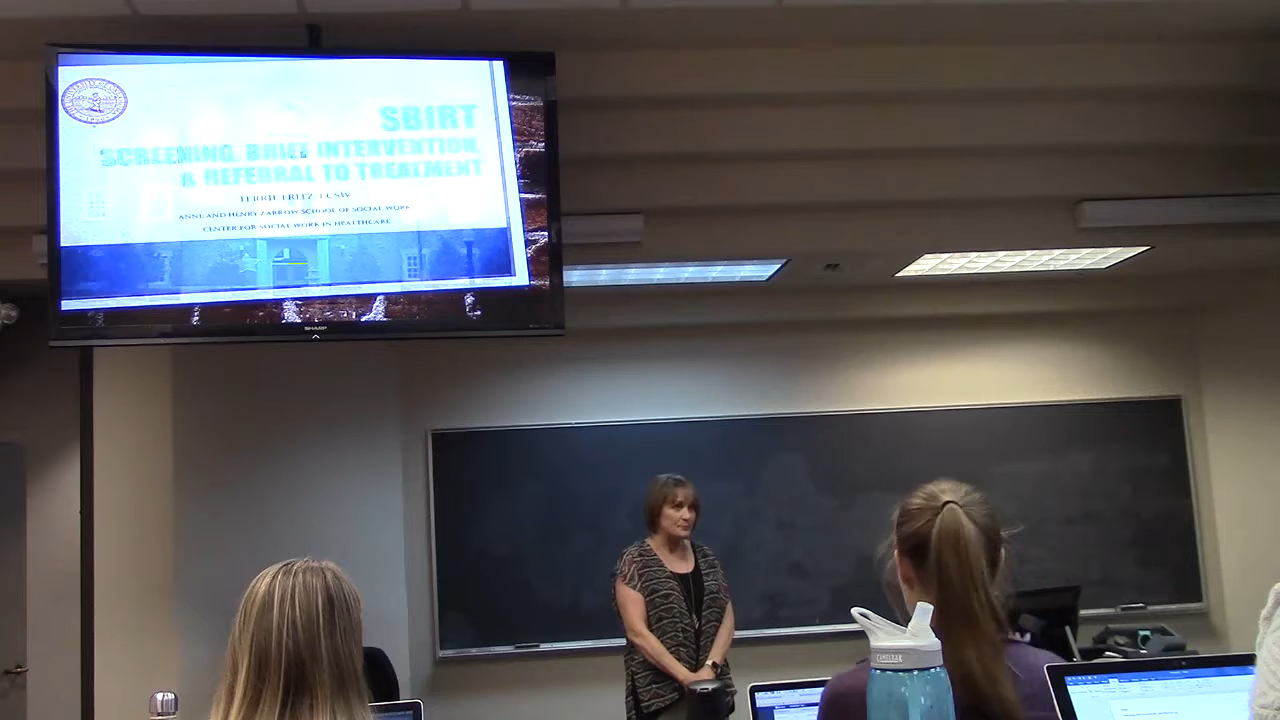 SBIRT
SCREENING, BRIEF INTERVENTION,
& REFERRAL TO TREATMENT
ANNE AND HENRY ZARROW SCHOOL OF SOCIAL WORK
CENTER FOR SOCIAL WORK IN HEALTHCARE
SHARP
CAMELBAK